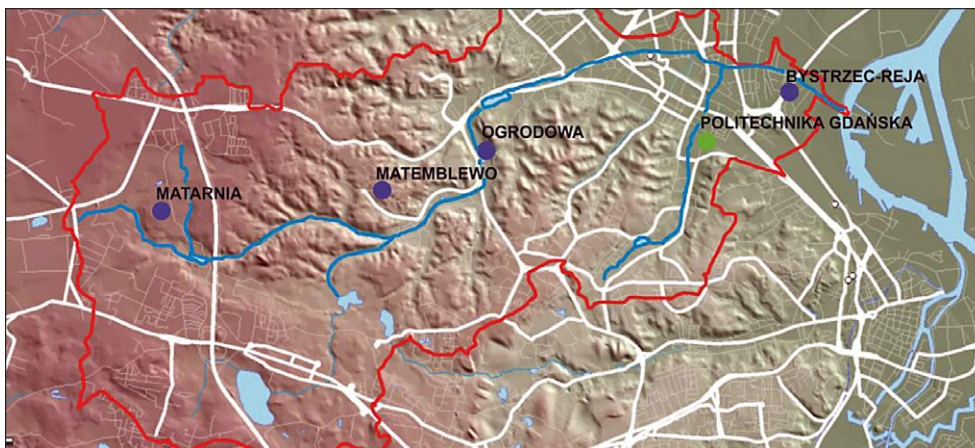 BYSTRZEC-REJA
POLITECHNIKA GDAŃSKA
OGRODOWA
MATEMBLEWO
MATARNIA